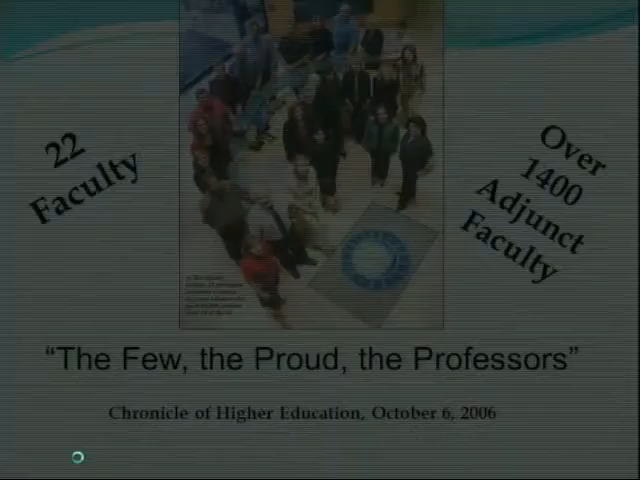 22
Faculty
Over
1400
Adjunct
Faculty
“The Few, the Proud, the Professors”
Chronicle of Higher Education, October 6, 2006